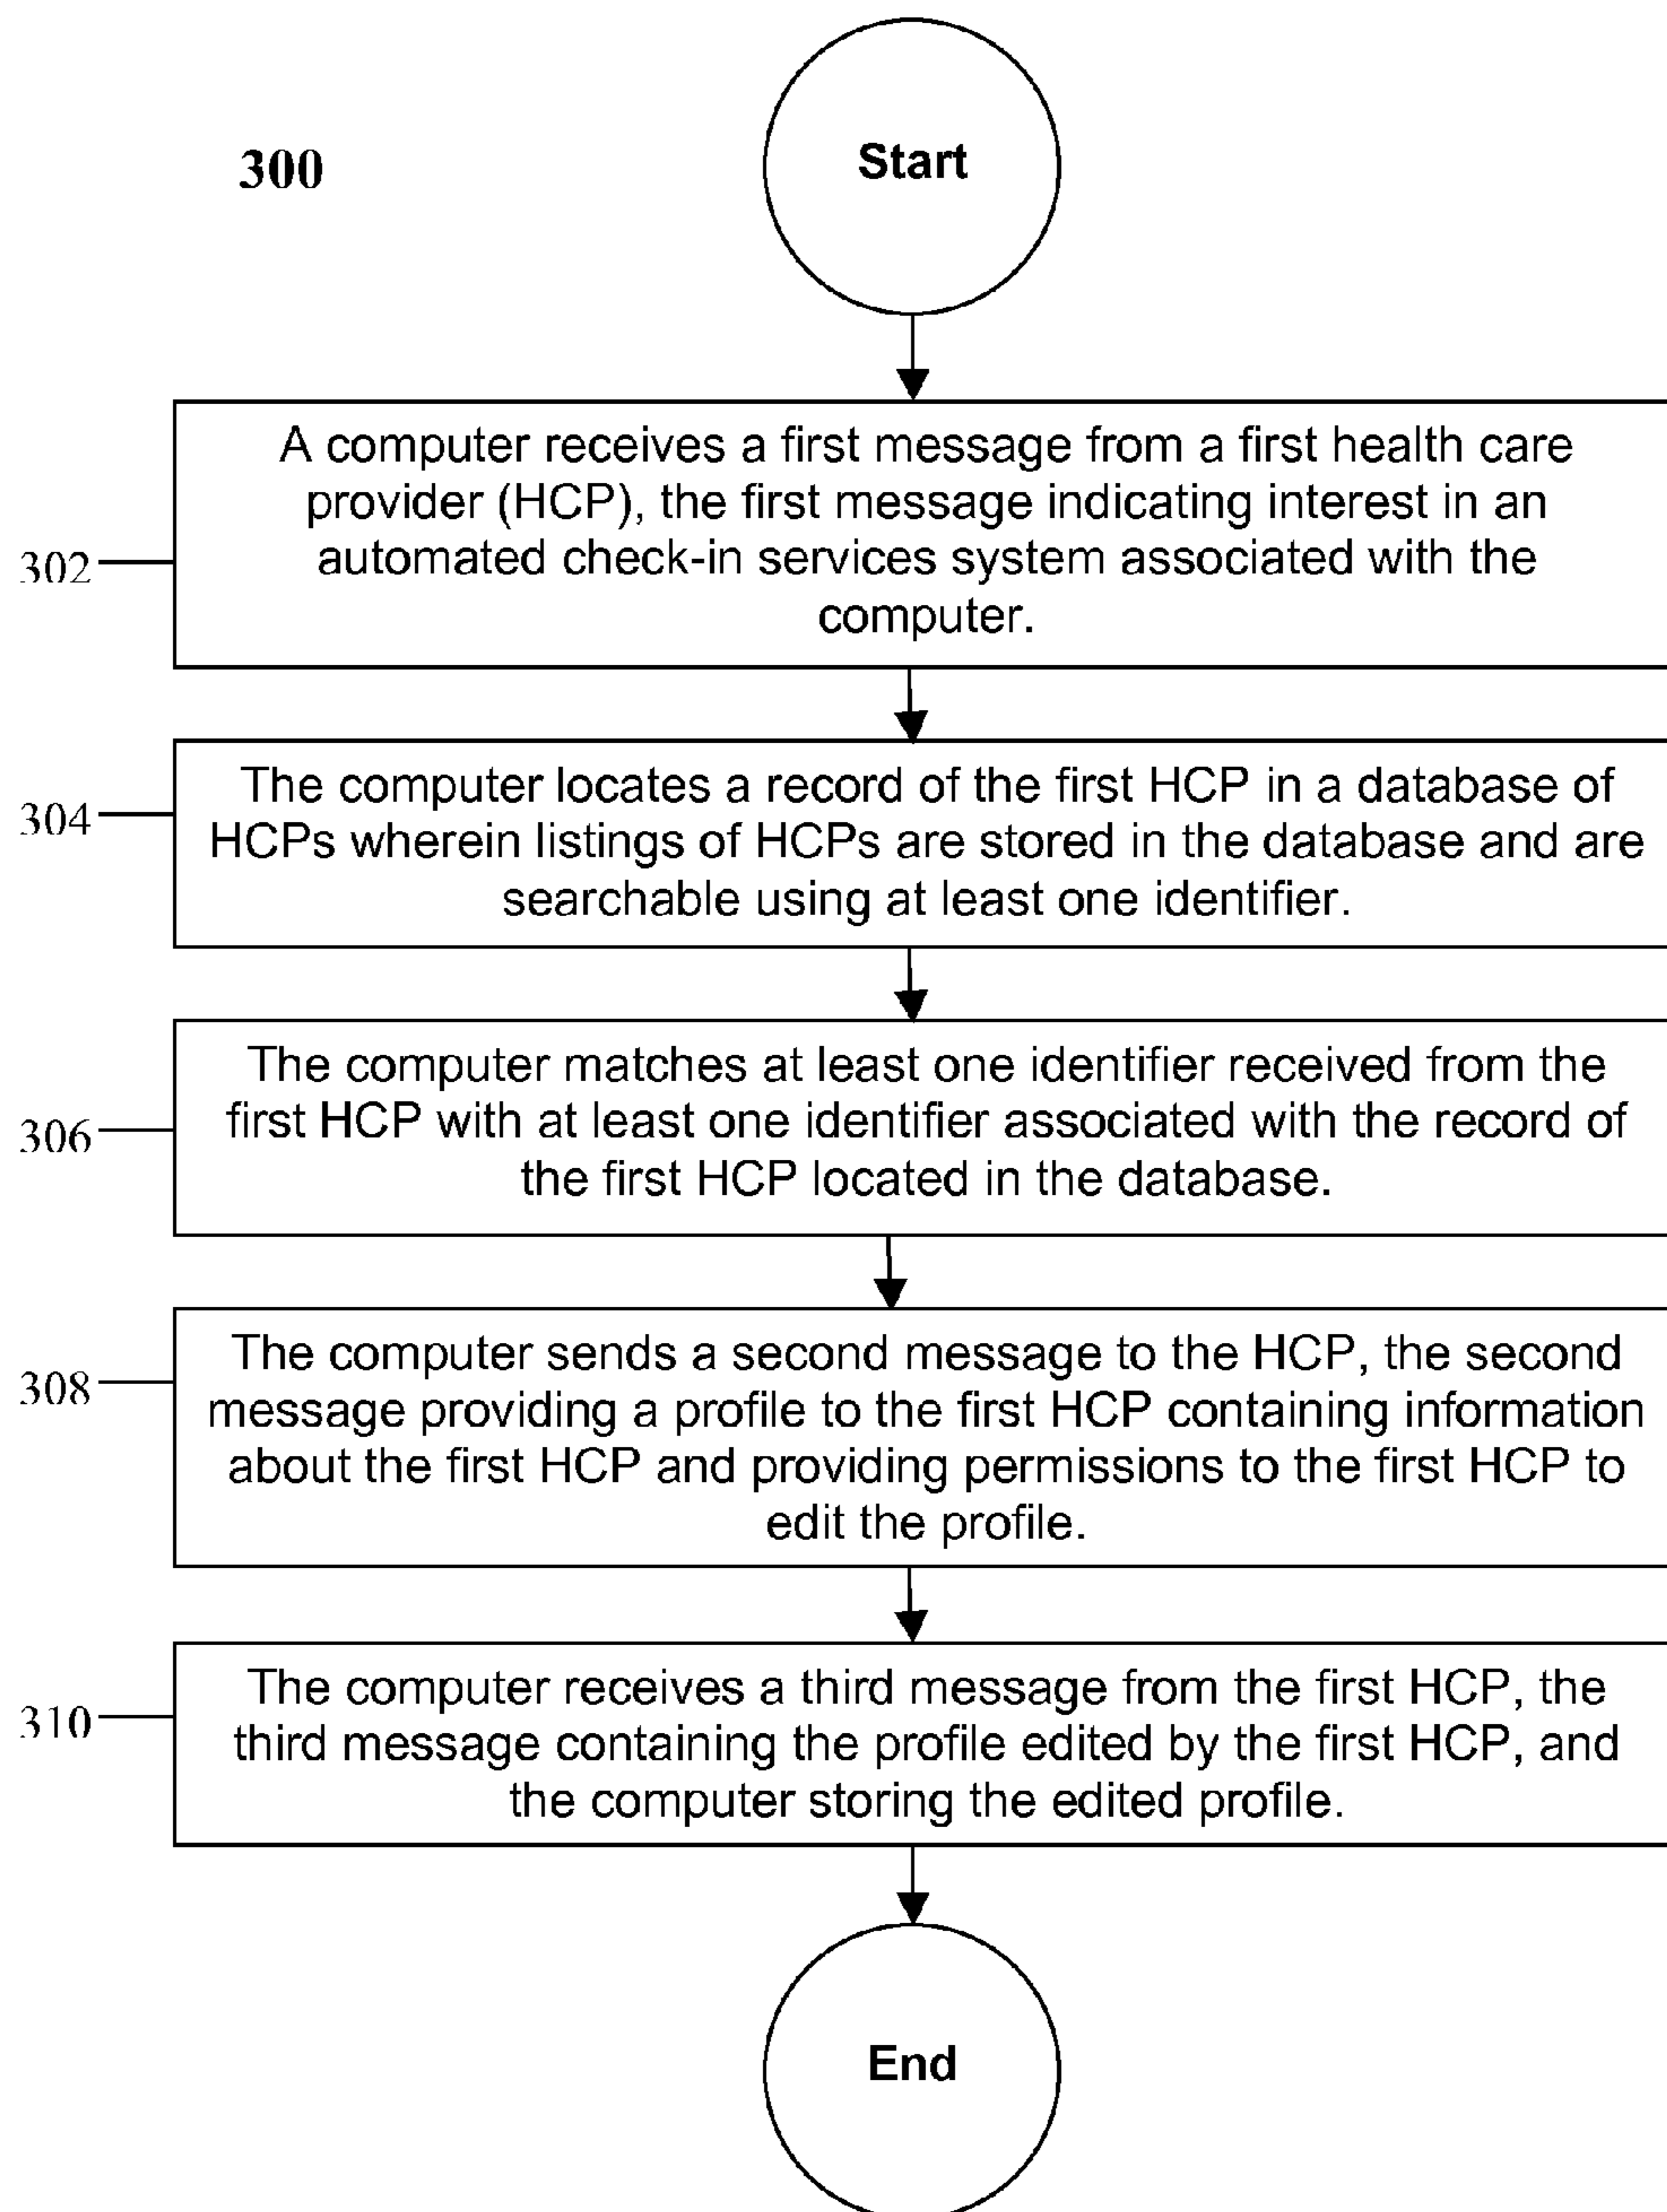 300
Start
A computer receives a first message from a first health care
provider (HCP), the first message indicating interest in an
automated check-in services system associated with the
computer.
302
The computer locates a record of the first HCP in a database of
HCPs wherein listings of HCPs are stored in the database and are
searchable using at least one identifier.
304
The computer matches at least one identifier received from the
first HCP with at least one identifier associated with the record of
the first HCP located in the database.
306
The computer sends a second message to the HCP, the second
message providing a profile to the first HCP containing information
about the first HCP and providing permissions to the first HCP to
edit the profile.
308
The computer receives a third message from the first HCP, the
third message containing the profile edited by the first HCP, and
the computer storing the edited profile.
310
End